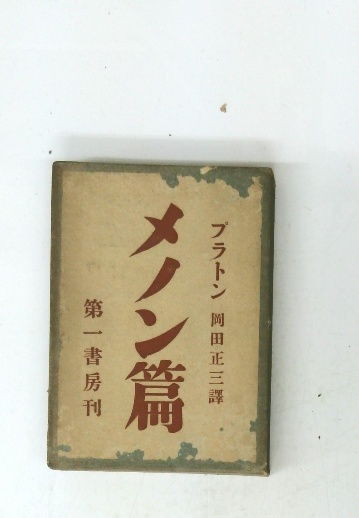 プラトン 岡田正三譯
メノン篇
第一書房刊